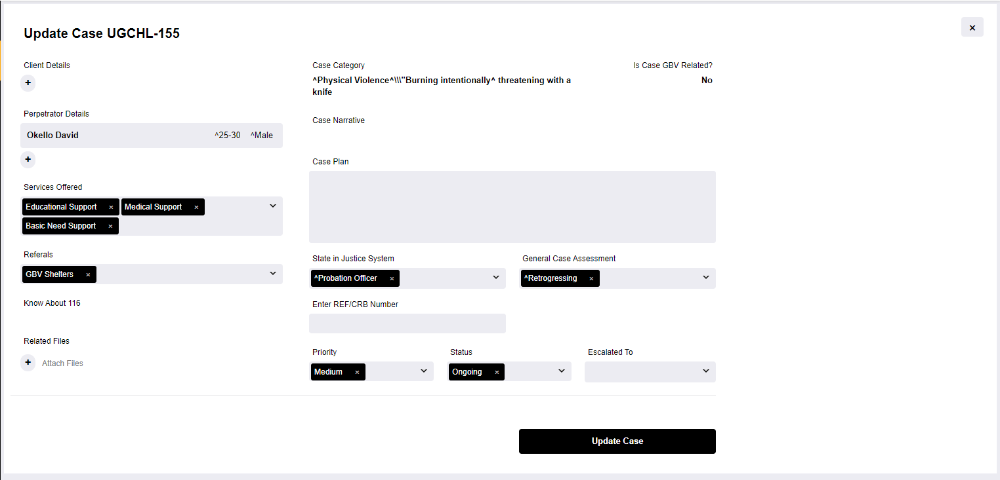 Update Case UGCHL-155
×
Client Details
+
Perpetrator Details
Okello David ^25-30 ^Male
+
Services Offered
Educational Support × Medical Support ×
Basic Need Support ×
Referals
GBV Shelters ×
Know About 116
Related Files
+ Attach Files
Case Category
^Physical Violence^\\\"Burning intentionally^ threatening with a
knife
Is Case GBV Related?
No
Case Narrative
Case Plan
State in Justice System
^Probation Officer ×
General Case Assessment
^Retrogressing ×
Enter REF/CRB Number
Priority
Medium ×
Status
Ongoing ×
Escalated To
Update Case